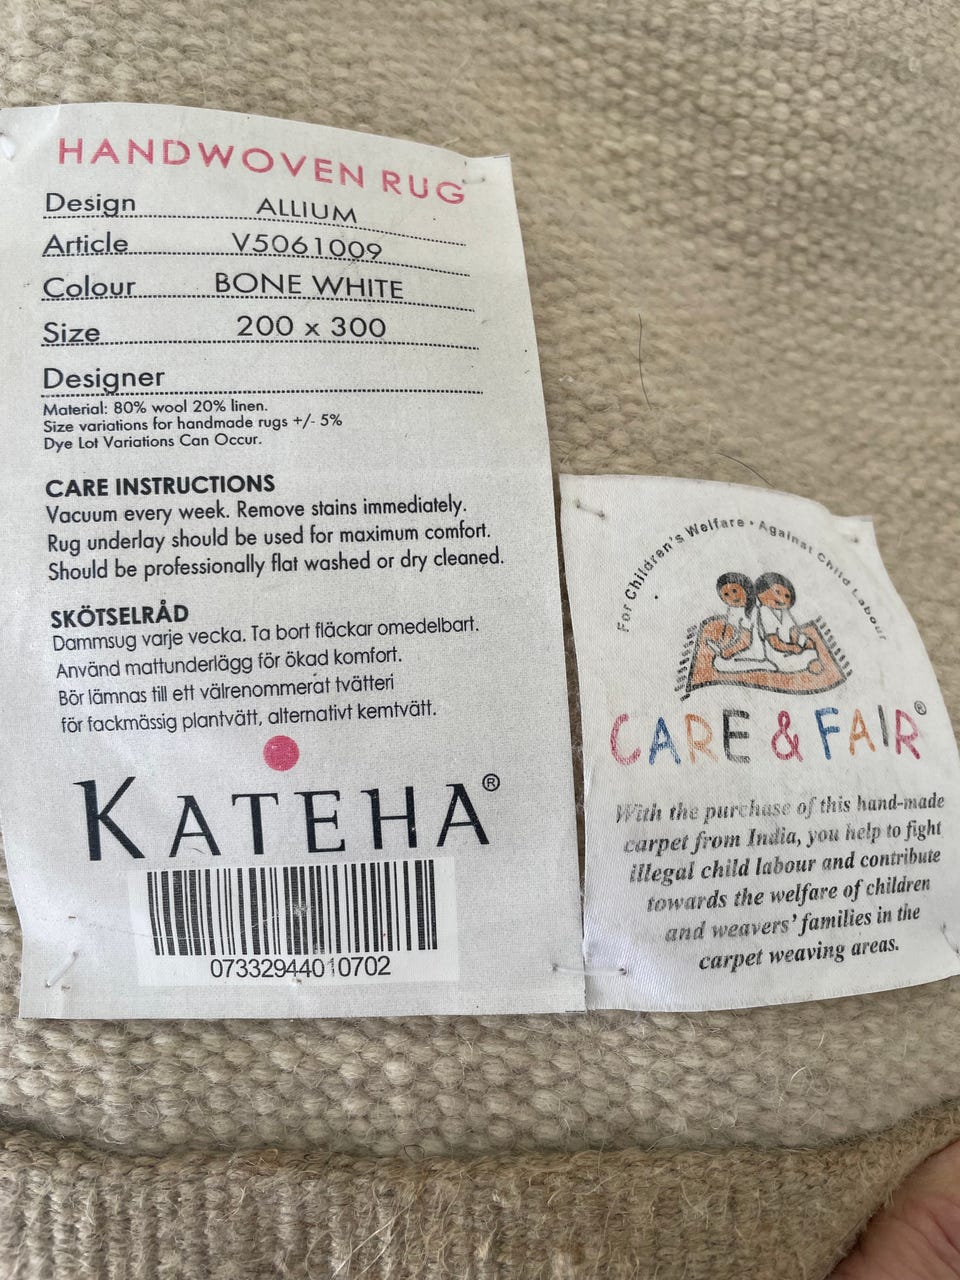 HANDWOVEN RUG
Design ALLIUM
Article V5061009
Colour BONE WHITE
Size 200 x 300
Designer
Material: 80% wool 20% linen.
Size variations for handmade rugs +/- 5%
Dye Lot Variations Can Occur.
CARE INSTRUCTIONS
Vacuum every week. Remove stains immediately.
Rug underlay should be used for maximum comfort.
Should be professionally flat washed or dry cleaned.
SKÖTSELRÅD
Dammsug varje vecka. Ta bort fläckar omedelbart.
Använd mattunderlägg för ökad komfort.
Bör lämnas till ett välrenommerat tvätteri
för fackmässig plantvätt, alternativt kemtvätt.
KATEHA®
07332944010702
For Children's Welfare • Against Child Labour
CARE & FAIR®
With the purchase of this hand-made
carpet from India, you help to fight
illegal child labour and contribute
towards the welfare of children
and weavers' families in the
carpet weaving areas.